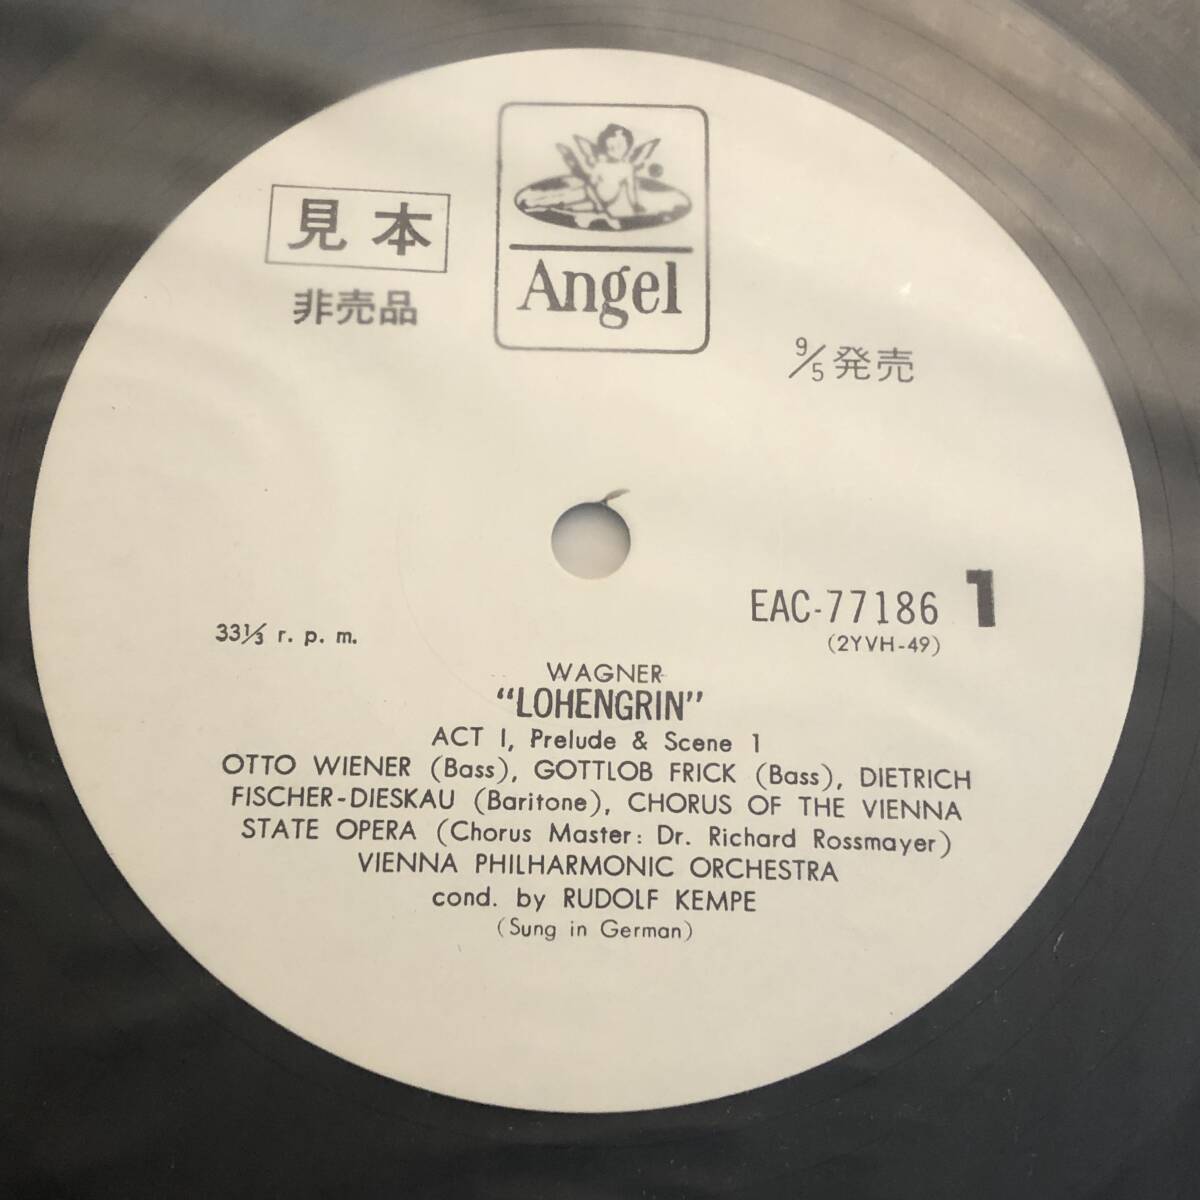 見本
非売品
Angel
9/5 発売
EAC-77186 1
(2YVH-49)
33⅓ r. p. m.
WAGNER
“LOHENGRIN”
ACT I, Prelude & Scene 1
OTTO WIENER (Bass), GOTTLOB FRICK (Bass), DIETRICH
FISCHER-DIESKAU (Baritone), CHORUS OF THE VIENNA
STATE OPERA (Chorus Master: Dr. Richard Rossmayer)
VIENNA PHILHARMONIC ORCHESTRA
cond. by RUDOLF KEMPE
(Sung in German)